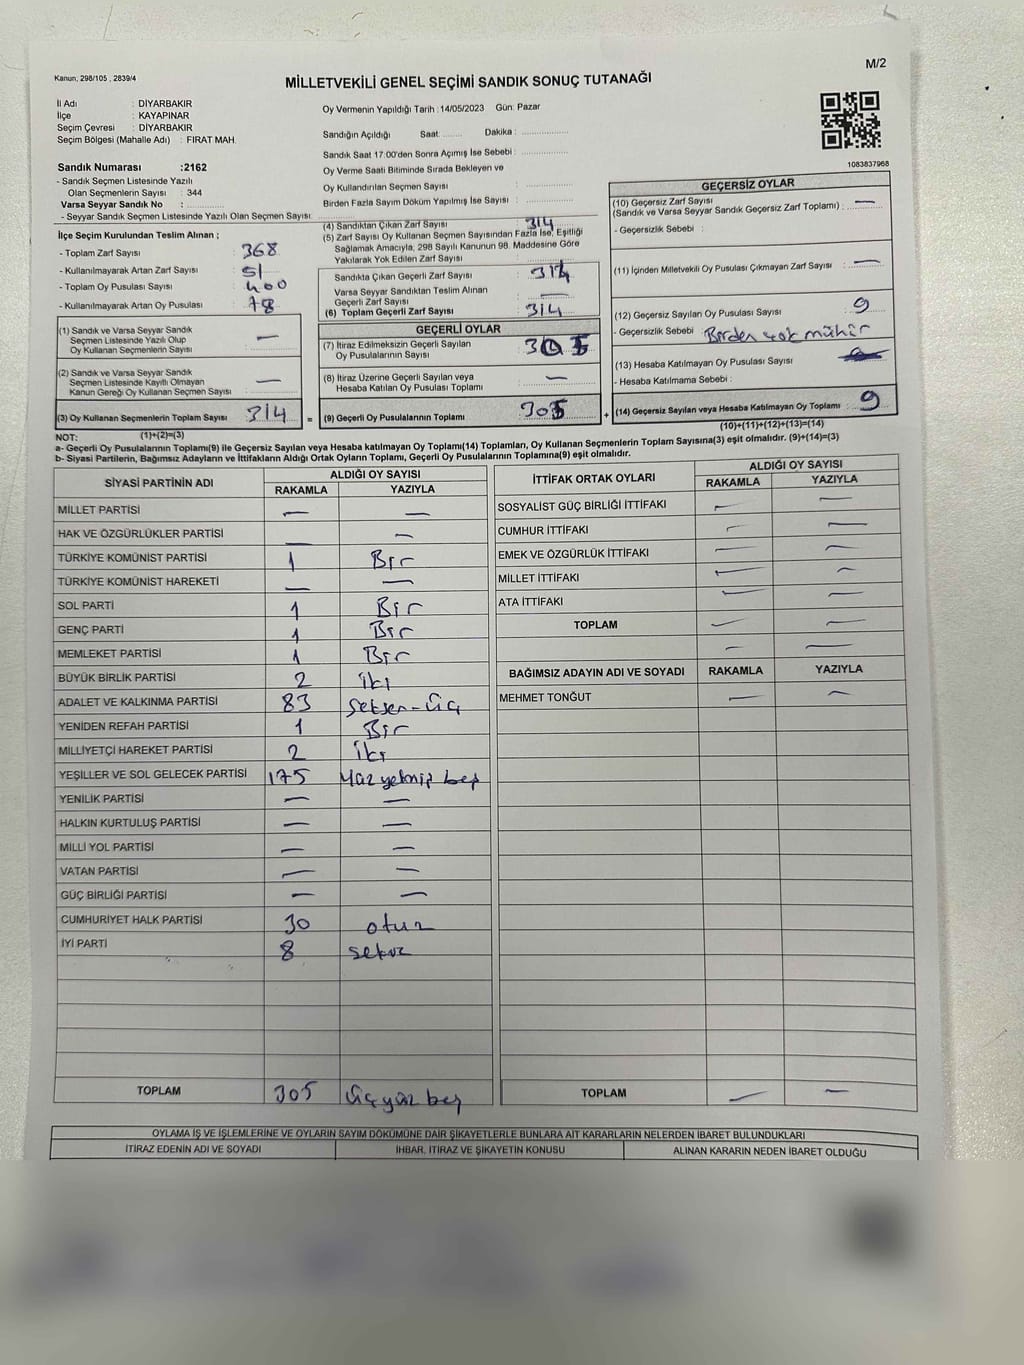 Kanun; 298/105 , 2839/4
M/2
MİLLETVEKİLİ GENEL SEÇİMİ SANDIK SONUÇ TUTANAĞI
İl Adı : DİYARBAKIR
İlçe : KAYAPINAR
Seçim Çevresi : DİYARBAKIR
Seçim Bölgesi (Mahalle Adı) : FIRAT MAH.
Sandık Numarası :2162
- Sandık Seçmen Listesinde Yazılı
Olan Seçmenlerin Sayısı : 344
Varsa Seyyar Sandık No : ............
- Seyyar Sandık Seçmen Listesinde Yazılı Olan Seçmen Sayısı: ............
Oy Vermenin Yapıldığı Tarih : 14/05/2023 Gün: Pazar
Sandığın Açıldığı Saat: ........ Dakika : ................
Sandık Saat 17:00'den Sonra Açımış İse Sebebi : ................
Oy Verme Saati Bitiminde Sırada Bekleyen ve
Oy Kullandırılan Seçmen Sayısı : ................
Birden Fazla Sayım Döküm Yapılmış İse Sayısı : ................
1083837968
İlçe Seçim Kurulundan Teslim Alınan ;
- Toplam Zarf Sayısı : 368
- Kullanılmayarak Artan Zarf Sayısı : 51
- Toplam Oy Pusulası Sayısı : 400
- Kullanılmayarak Artan Oy Pusulası : 78
(1) Sandık ve Varsa Seyyar Sandık
Seçmen Listesinde Yazılı Olup
Oy Kullanan Seçmenlerin Sayısı : —
(2) Sandık ve Varsa Seyyar Sandık
Seçmen Listesinde Kayıtlı Olmayan
Kanun Gereği Oy Kullanan Seçmen Sayısı : —
(3) Oy Kullanan Seçmenlerin Toplam Sayısı : 314
(1)+(2)=(3)
(4) Sandıktan Çıkan Zarf Sayısı : 314
(5) Zarf Sayısı Oy Kullanan Seçmen Sayısından Fazla İse, Eşitliği
Sağlamak Amacıyla, 298 Sayılı Kanunun 98. Maddesine Göre
Yakılarak Yok Edilen Zarf Sayısı : ................
Sandıkta Çıkan Geçerli Zarf Sayısı : 314
Varsa Seyyar Sandıktan Teslim Alınan
Geçerli Zarf Sayısı : —
(6) Toplam Geçerli Zarf Sayısı : 314
GEÇERLİ OYLAR
(7) İtiraz Edilmeksizin Geçerli Sayılan
Oy Pusulalarının Sayısı : 305
(8) İtiraz Üzerine Geçerli Sayılan veya
Hesaba Katılan Oy Pusulası Toplamı : —
= (9) Geçerli Oy Pusulalarının Toplamı : 305
GEÇERSİZ OYLAR
(10) Geçersiz Zarf Sayısı
(Sandık ve Varsa Seyyar Sandık Geçersiz Zarf Toplamı) : —
- Geçersizlik Sebebi :
(11) İçinden Milletvekili Oy Pusulası Çıkmayan Zarf Sayısı : —
(12) Geçersiz Sayılan Oy Pusulası Sayısı : 9
- Geçersizlik Sebebi Birden çok mühür
(13) Hesaba Katılmayan Oy Pusulası Sayısı :
- Hesaba Katılmama Sebebi :
+ (14) Geçersiz Sayılan veya Hesaba Katılmayan Oy Toplamı : 9
(10)+(11)+(12)+(13)=(14)
NOT:
a- Geçerli Oy Pusulalarının Toplamı(9) ile Geçersiz Sayılan veya Hesaba katılmayan Oy Toplamı(14) Toplamları, Oy Kullanan Seçmenlerin Toplam Sayısına(3) eşit olmalıdır. (9)+(14)=(3)
b- Siyasi Partilerin, Bağımsız Adayların ve İttifakların Aldığı Ortak Oyların Toplamı, Geçerli Oy Pusulalarının Toplamına(9) eşit olmalıdır.
SİYASİ PARTİNİN ADI ALDIĞI OY SAYISI
RAKAMLA YAZIYLA
MİLLET PARTİSİ — —
HAK VE ÖZGÜRLÜKLER PARTİSİ — —
TÜRKİYE KOMÜNİST PARTİSİ 1 Bir
TÜRKİYE KOMÜNİST HAREKETİ — —
SOL PARTİ 1 Bir
GENÇ PARTİ 1 Bir
MEMLEKET PARTİSİ 1 Bir
BÜYÜK BİRLİK PARTİSİ 2 iki
ADALET VE KALKINMA PARTİSİ 83 seksen-üç
YENİDEN REFAH PARTİSİ 1 Bir
MİLLİYETÇİ HAREKET PARTİSİ 2 iki
YEŞİLLER VE SOL GELECEK PARTİSİ 175 Yüz yetmiş beş
YENİLİK PARTİSİ — —
HALKIN KURTULUŞ PARTİSİ — —
MİLLİ YOL PARTİSİ — —
VATAN PARTİSİ — —
GÜÇ BİRLİĞİ PARTİSİ — —
CUMHURİYET HALK PARTİSİ 30 otuz
İYİ PARTİ 8 sekiz
TOPLAM 305 üçyüz beş
İTTİFAK ORTAK OYLARI ALDIĞI OY SAYISI
RAKAMLA YAZIYLA
SOSYALİST GÜÇ BİRLİĞİ İTTİFAKI — —
CUMHUR İTTİFAKI — —
EMEK VE ÖZGÜRLÜK İTTİFAKI — —
MİLLET İTTİFAKI — —
ATA İTTİFAKI — —
TOPLAM — —
— —
BAĞIMSIZ ADAYIN ADI VE SOYADI RAKAMLA YAZIYLA
MEHMET TONĞUT — —
TOPLAM — —
OYLAMA İŞ VE İŞLEMLERİNE VE OYLARIN SAYIM DÖKÜMÜNE DAİR ŞİKAYETLERLE BUNLARA AİT KARARLARIN NELERDEN İBARET BULUNDUKLARI
İTİRAZ EDENİN ADI VE SOYADI İHBAR, İTİRAZ VE ŞİKAYETİN KONUSU ALINAN KARARIN NEDEN İBARET OLDUĞU